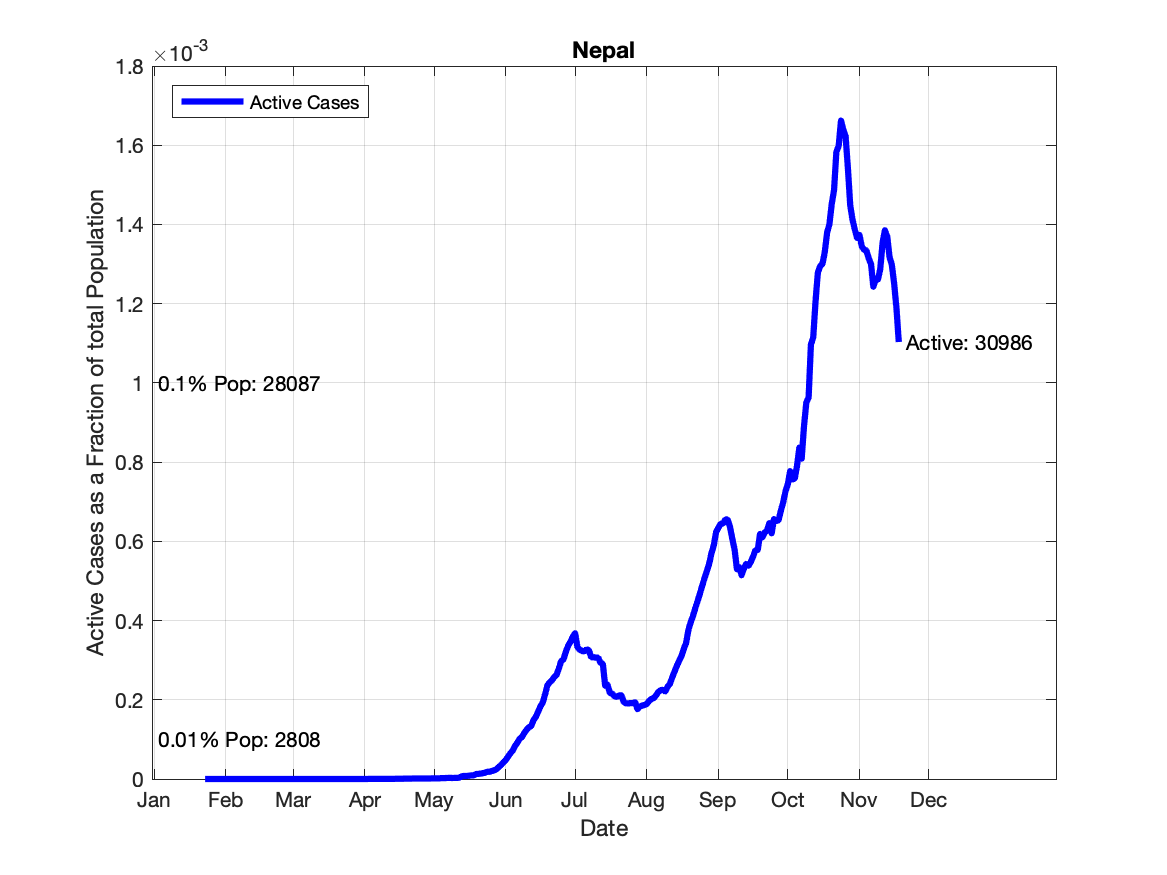 Nepal
×10-3
1.8
1.6
1.4
1.2
1
0.8
0.6
0.4
0.2
0
Active Cases as a Fraction of total Population
Active Cases
0.1% Pop: 28087
0.01% Pop: 2808
Active: 30986
Jan Feb Mar Apr May Jun Jul Aug Sep Oct Nov Dec
Date